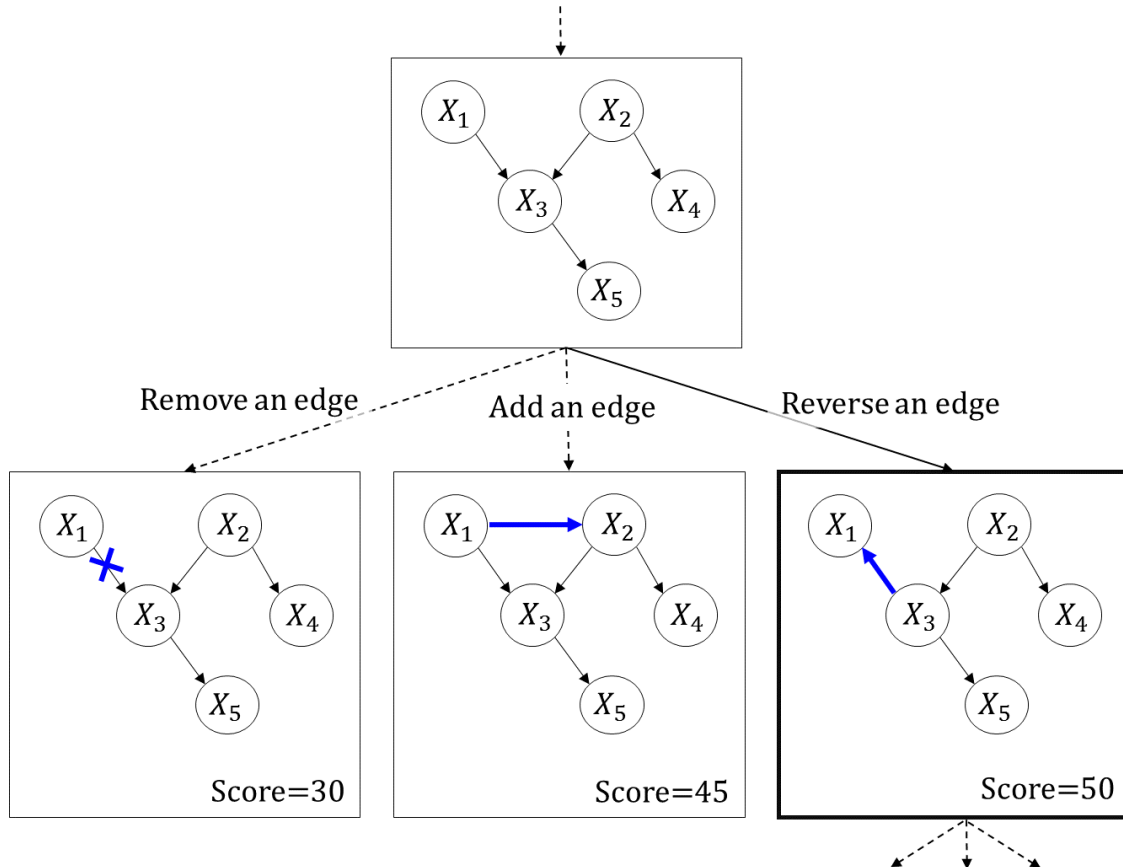 X₁ X₂
X₃ X₄
X₅
Remove an edge Add an edge Reverse an edge
X₁ X₂ X₁ X₂ X₁ X₂
X₃ X₄ X₃ X₄ X₃ X₄
X₅ X₅ X₅
Score=30 Score=45 Score=50